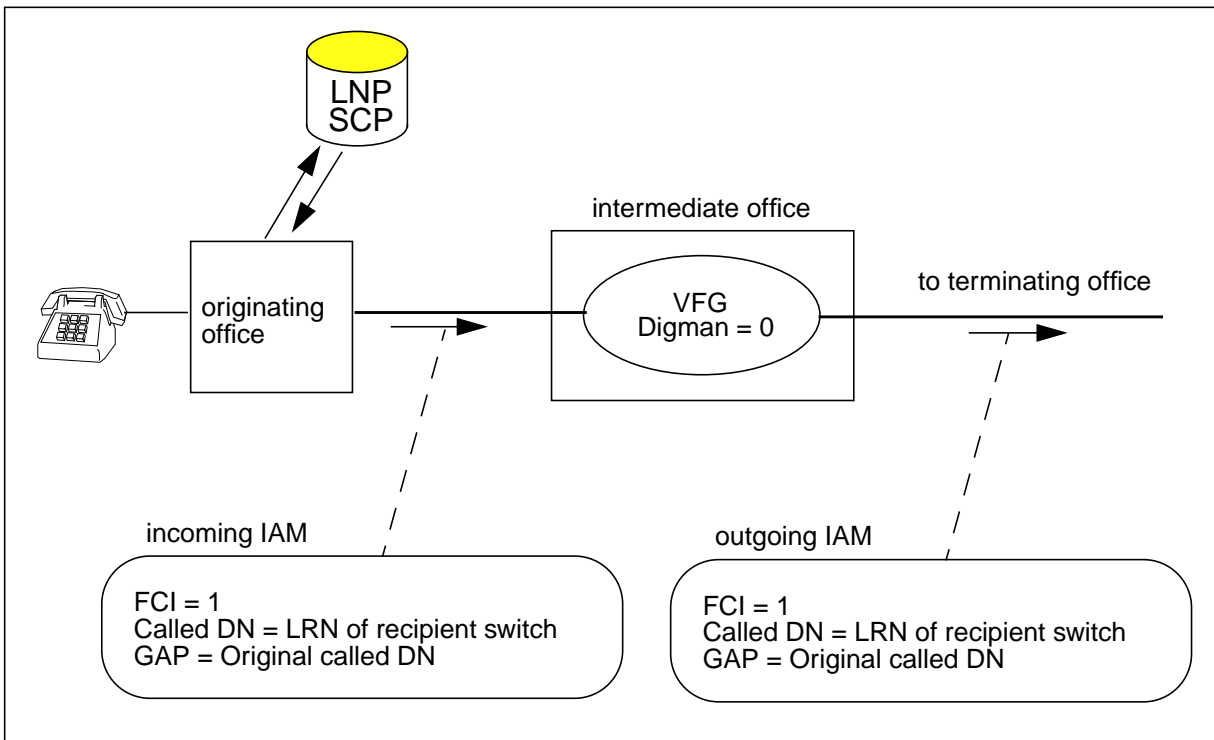 LNP
SCP
intermediate office
originating
office
VFG
Digman = 0
to terminating office
incoming IAM
FCI = 1
Called DN = LRN of recipient switch
GAP = Original called DN
outgoing IAM
FCI = 1
Called DN = LRN of recipient switch
GAP = Original called DN